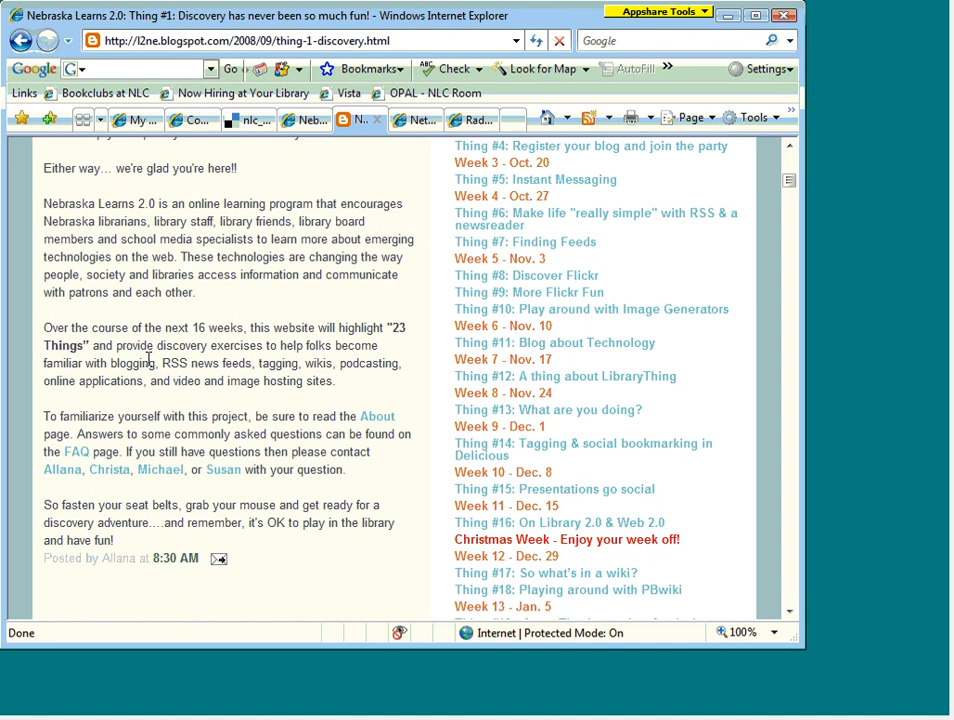 Nebraska Learns 2.0: Thing #1: Discovery has never been so much fun! - Windows Internet Explorer
Appshare Tools
http://l2ne.blogspot.com/2008/09/thing-1-discovery.html
Google
Google
G
Go
Bookmarks
ABC Check
Look for Map
AutoFill
Settings
Links
Bookclubs at NLC
Now Hiring at Your Library
Vista
OPAL - NLC Room
My ...
Co...
nlc_...
Neb...
N..
Net...
Rad...
Page
Tools
Either way... we're glad you're here!!
Nebraska Learns 2.0 is an online learning program that encourages
Nebraska librarians, library staff, library friends, library board
members and school media specialists to learn more about emerging
technologies on the web. These technologies are changing the way
people, society and libraries access information and communicate
with patrons and each other.
Over the course of the next 16 weeks, this website will highlight "23
Things" and provide discovery exercises to help folks become
familiar with blogging, RSS news feeds, tagging, wikis, podcasting,
online applications, and video and image hosting sites.
To familiarize yourself with this project, be sure to read the About
page. Answers to some commonly asked questions can be found on
the FAQ page. If you still have questions then please contact
Allana, Christa, Michael, or Susan with your question.
So fasten your seat belts, grab your mouse and get ready for a
discovery adventure....and remember, it's OK to play in the library
and have fun!
Posted by Allana at 8:30 AM
Thing #4: Register your blog and join the party
Week 3 - Oct. 20
Thing #5: Instant Messaging
Week 4 - Oct. 27
Thing #6: Make life "really simple" with RSS & a
newsreader
Thing #7: Finding Feeds
Week 5 - Nov. 3
Thing #8: Discover Flickr
Thing #9: More Flickr Fun
Thing #10: Play around with Image Generators
Week 6 - Nov. 10
Thing #11: Blog about Technology
Week 7 - Nov. 17
Thing #12: A thing about LibraryThing
Week 8 - Nov. 24
Thing #13: What are you doing?
Week 9 - Dec. 1
Thing #14: Tagging & social bookmarking in
Delicious
Week 10 - Dec. 8
Thing #15: Presentations go social
Week 11 - Dec. 15
Thing #16: On Library 2.0 & Web 2.0
Christmas Week - Enjoy your week off!
Week 12 - Dec. 29
Thing #17: So what's in a wiki?
Thing #18: Playing around with PBwiki
Week 13 - Jan. 5
Done
Internet | Protected Mode: On
100%